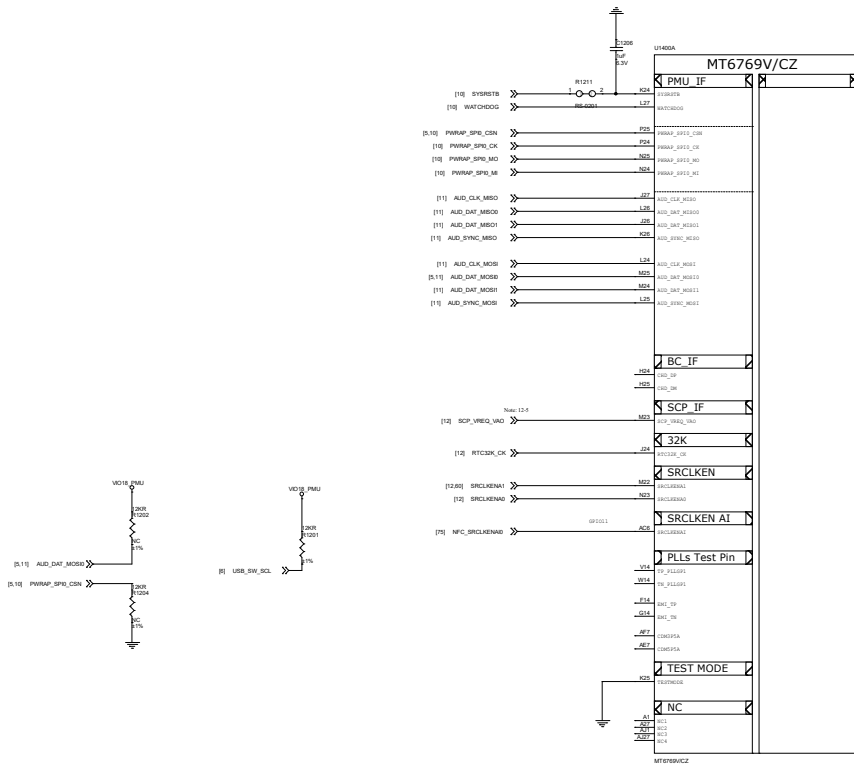 C1206
1uF
6.3V
U1400A
MT6769V/CZ
PMU_IF
R1211
[10] SYSRSTB 1 2 K24 SYSRSTB
RS-0201
[10] WATCHDOG L27 WATCHDOG
[5,10] PWRAP_SPI0_CSN P25 PWRAP_SPI0_CSN
[10] PWRAP_SPI0_CK P24 PWRAP_SPI0_CK
[10] PWRAP_SPI0_MO N25 PWRAP_SPI0_MO
[10] PWRAP_SPI0_MI N24 PWRAP_SPI0_MI
[11] AUD_CLK_MISO J27 AUD_CLK_MISO
[11] AUD_DAT_MISO0 L26 AUD_DAT_MISO0
[11] AUD_DAT_MISO1 J26 AUD_DAT_MISO1
[11] AUD_SYNC_MISO K26 AUD_SYNC_MISO
[11] AUD_CLK_MOSI L24 AUD_CLK_MOSI
[5,11] AUD_DAT_MOSI0 M25 AUD_DAT_MOSI0
[11] AUD_DAT_MOSI1 M24 AUD_DAT_MOSI1
[11] AUD_SYNC_MOSI L25 AUD_SYNC_MOSI
BC_IF
H24 CHD_DP
H25 CHD_DM
SCP_IF
Note: 12-5
[12] SCP_VREQ_VAO M23 SCP_VREQ_VAO
32K
[12] RTC32K_CK J24 RTC32K_CK
SRCLKEN
[12,60] SRCLKENA1 M22 SRCLKENA1
[12] SRCLKENA0 N23 SRCLKENA0
SRCLKEN AI
GPIO11
[75] NFC_SRCLKENAI0 AC6 SRCLKENAI
PLLs Test Pin
V14 TP_PLLGP1
W14 TN_PLLGP1
F14 EMI_TP
G14 EMI_TN
AF7 CDM3P5A
AE7 CDM5P5A
TEST MODE
K25 TESTMODE
NC
A1 NC1
A27 NC2
AJ1 NC3
AJ27 NC4
MT6769V/CZ
VIO18_PMU
12KR
R1202
NC
±1%
[5,11] AUD_DAT_MOSI0
[5,10] PWRAP_SPI0_CSN
12KR
R1204
NC
±1%
VIO18_PMU
12KR
R1201
±1%
[6] USB_SW_SCL